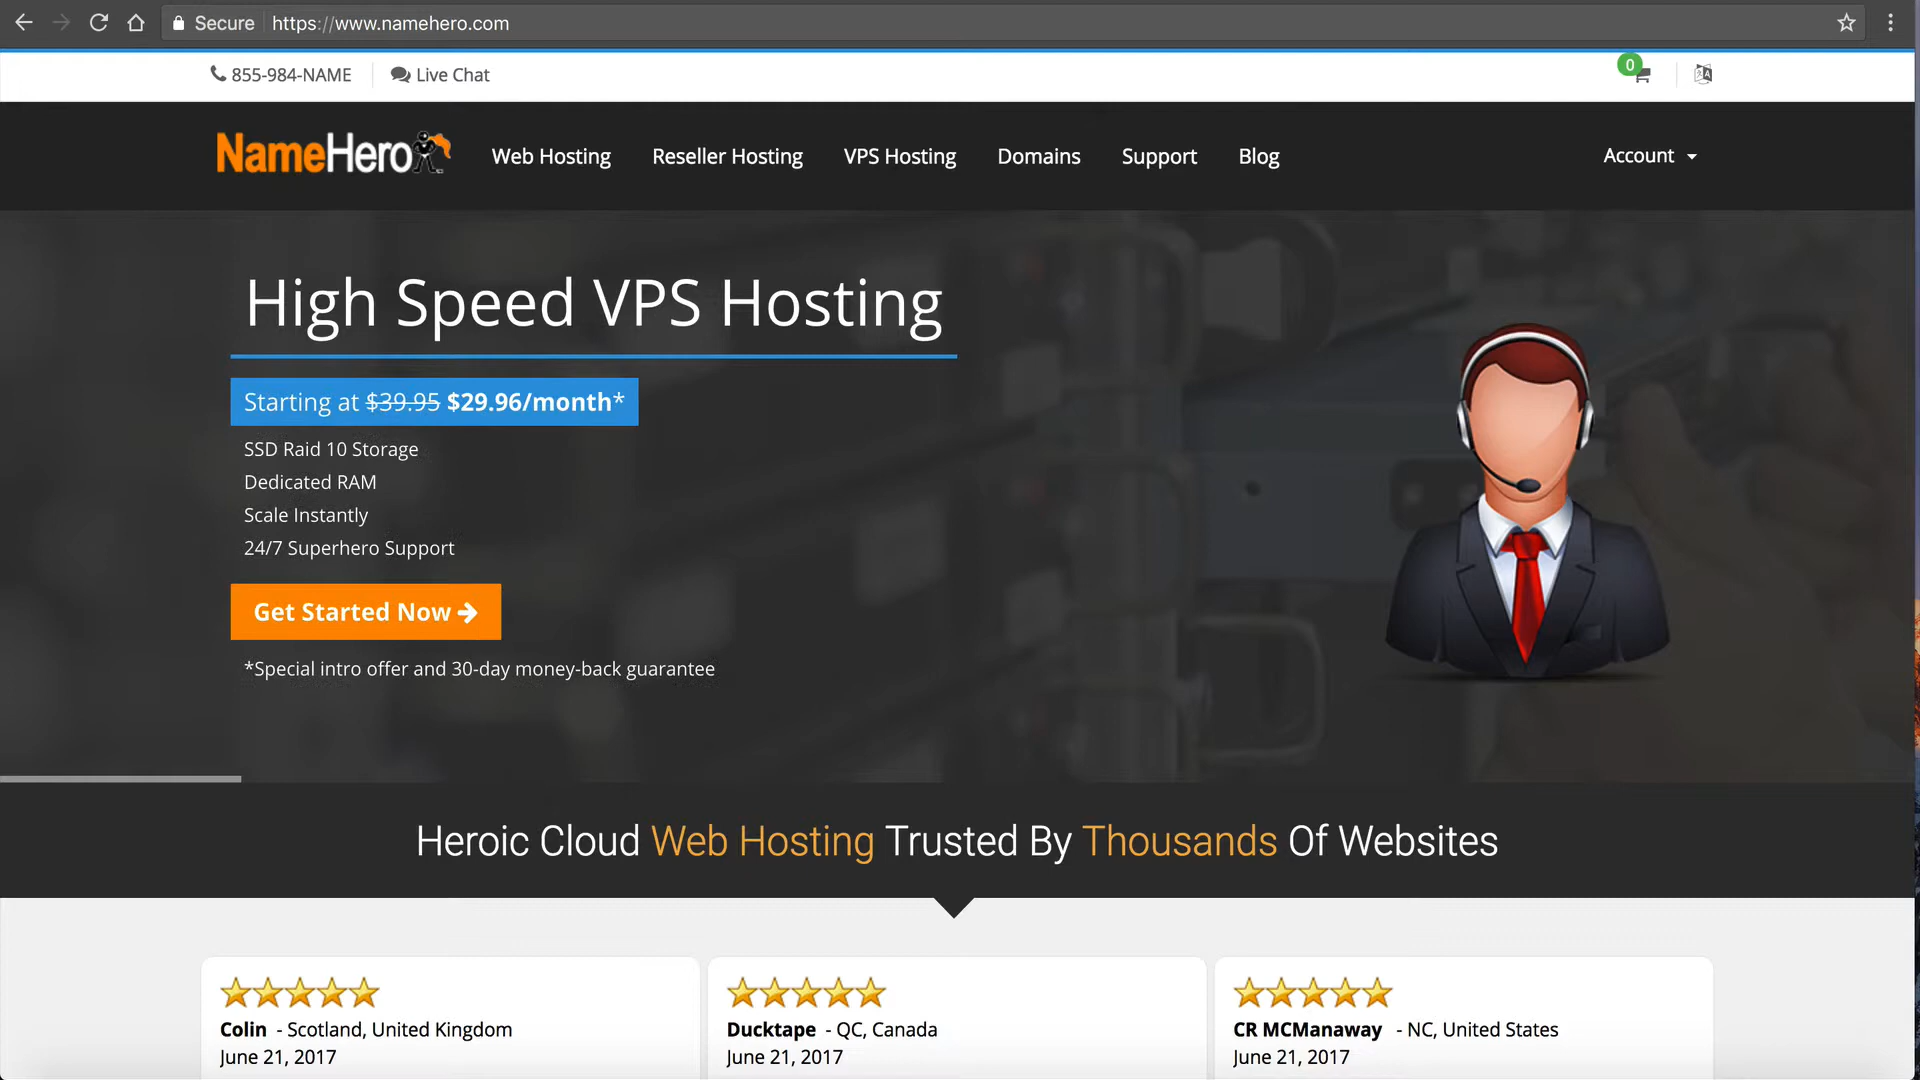 Secure https://www.namehero.com
855-984-NAME Live Chat 0
NameHero Web Hosting Reseller Hosting VPS Hosting Domains Support Blog Account
High Speed VPS Hosting
Starting at $39.95 $29.96/month*
SSD Raid 10 Storage
Dedicated RAM
Scale Instantly
24/7 Superhero Support
Get Started Now
*Special intro offer and 30-day money-back guarantee
Heroic Cloud Web Hosting Trusted By Thousands Of Websites
Colin - Scotland, United Kingdom
June 21, 2017
Ducktape - QC, Canada
June 21, 2017
CR MCManaway - NC, United States
June 21, 2017